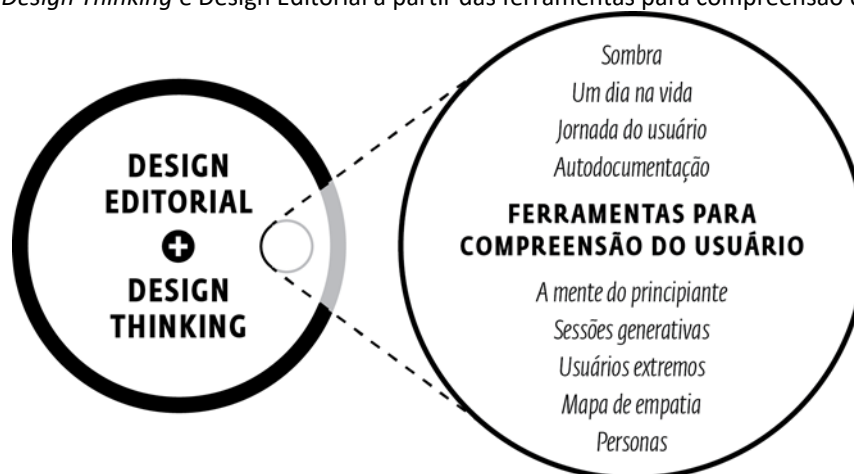 Design Thinking e Design Editorial a partir das ferramentas para compreensão
DESIGN
EDITORIAL
+
DESIGN
THINKING
Sombra
Um dia na vida
Jornada do usuário
Autodocumentação
FERRAMENTAS PARA
COMPREENSÃO DO USUÁRIO
A mente do principiante
Sessões generativas
Usuários extremos
Mapa de empatia
Personas